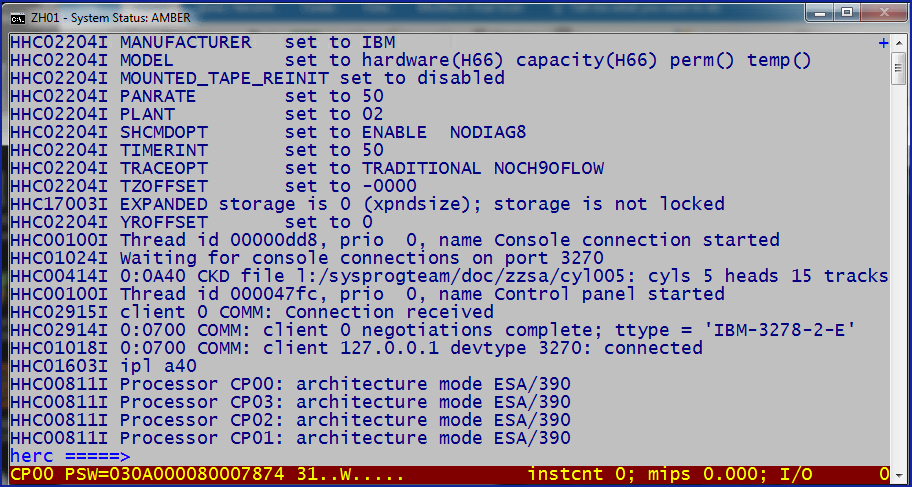 ZH01 - System Status: AMBER
HHC02204I MANUFACTURER set to IBM +
HHC02204I MODEL set to hardware(H66) capacity(H66) perm() temp()
HHC02204I MOUNTED_TAPE_REINIT set to disabled
HHC02204I PANRATE set to 50
HHC02204I PLANT set to 02
HHC02204I SHCMDOPT set to ENABLE NODIAG8
HHC02204I TIMERINT set to 50
HHC02204I TRACEOPT set to TRADITIONAL NOCH9OFLOW
HHC02204I TZOFFSET set to -0000
HHC17003I EXPANDED storage is 0 (xpndsize); storage is not locked
HHC02204I YROFFSET set to 0
HHC00100I Thread id 00000dd8, prio 0, name Console connection started
HHC01024I Waiting for console connections on port 3270
HHC00414I 0:0A40 CKD file l:/sysprogteam/doc/zzsa/cyl005: cyls 5 heads 15 tracks
HHC00100I Thread id 000047fc, prio 0, name Control panel started
HHC02915I client 0 COMM: Connection received
HHC02914I 0:0700 COMM: client 0 negotiations complete; ttype = 'IBM-3278-2-E'
HHC01018I 0:0700 COMM: client 127.0.0.1 devtype 3270: connected
HHC01603I ipl a40
HHC00811I Processor CP00: architecture mode ESA/390
HHC00811I Processor CP03: architecture mode ESA/390
HHC00811I Processor CP02: architecture mode ESA/390
HHC00811I Processor CP01: architecture mode ESA/390
herc =====>
CP00 PSW=030A000080007874 31..W..... instcnt 0; mips 0.000; I/O 0